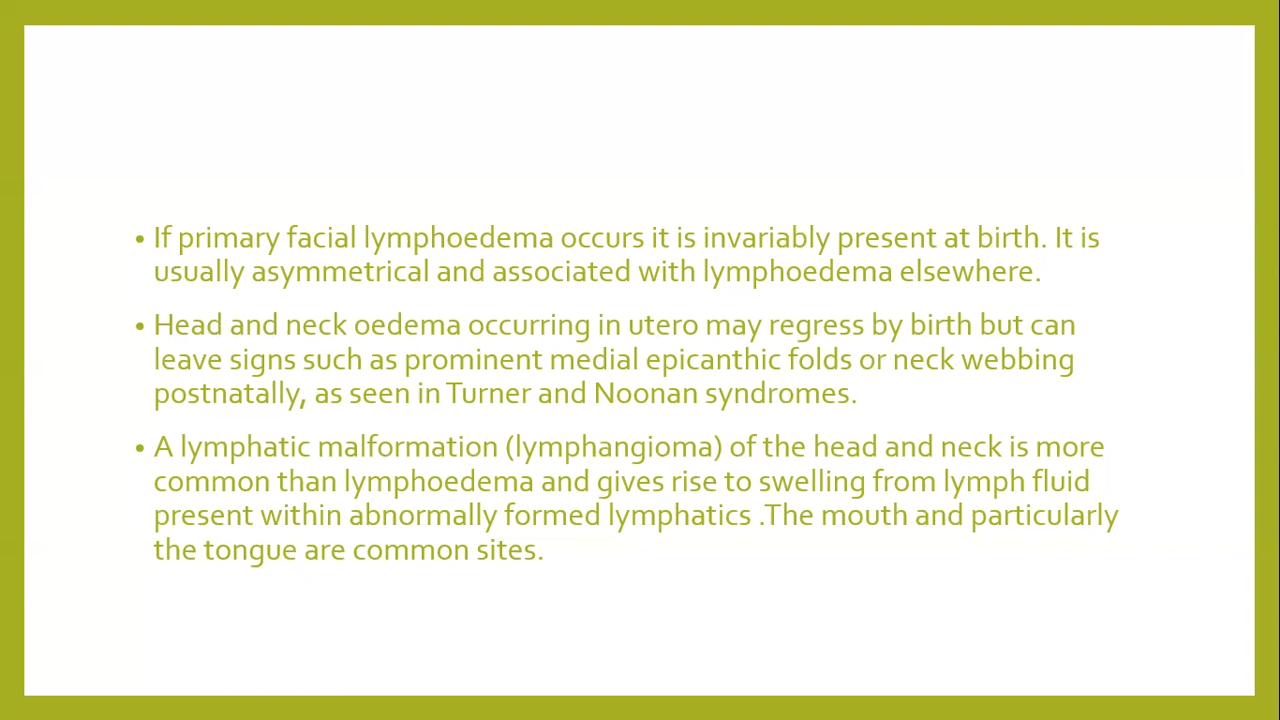 • If primary facial lymphoedema occurs it is invariably present at birth. It is
usually asymmetrical and associated with lymphoedema elsewhere.
• Head and neck oedema occurring in utero may regress by birth but can
leave signs such as prominent medial epicanthic folds or neck webbing
postnatally, as seen in Turner and Noonan syndromes.
• A lymphatic malformation (lymphangioma) of the head and neck is more
common than lymphoedema and gives rise to swelling from lymph fluid
present within abnormally formed lymphatics .The mouth and particularly
the tongue are common sites.